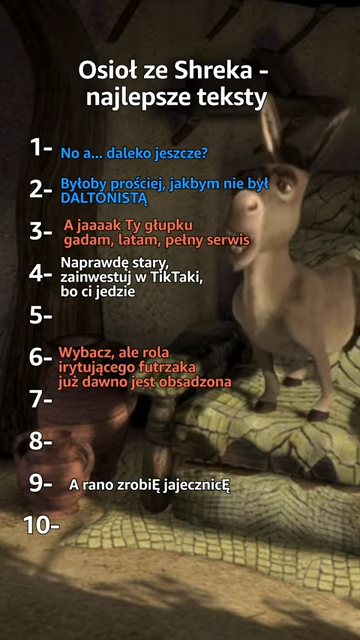 Osioł ze Shreka -
najlepsze teksty
1- No a... daleko jeszcze?
2- Byłoby prościej, jakbym nie był
DALTONISTĄ
3- A jaaaak Ty głupku
gadam, latam, pełny serwis
4- Naprawdę stary,
zainwestuj w TikTaki,
bo ci jedzie
5-
6- Wybacz, ale rola
irytującego futrzaka
już dawno jest obsadzona
7-
8-
9- A rano zrobiĘ jajecznicĘ
10-